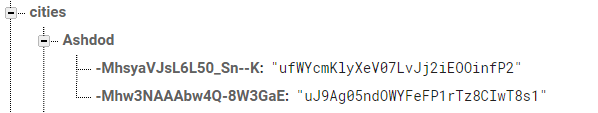 cities
Ashdod
-MhsyaVJsL6L50_Sn--K: "ufWYcmKlyXeV07LvJj2iEOOinfP2"
-Mhw3NAAAbw4Q-8W3GaE: "uJ9Ag05ndOWYFeFP1rTz8CIwT8s1"